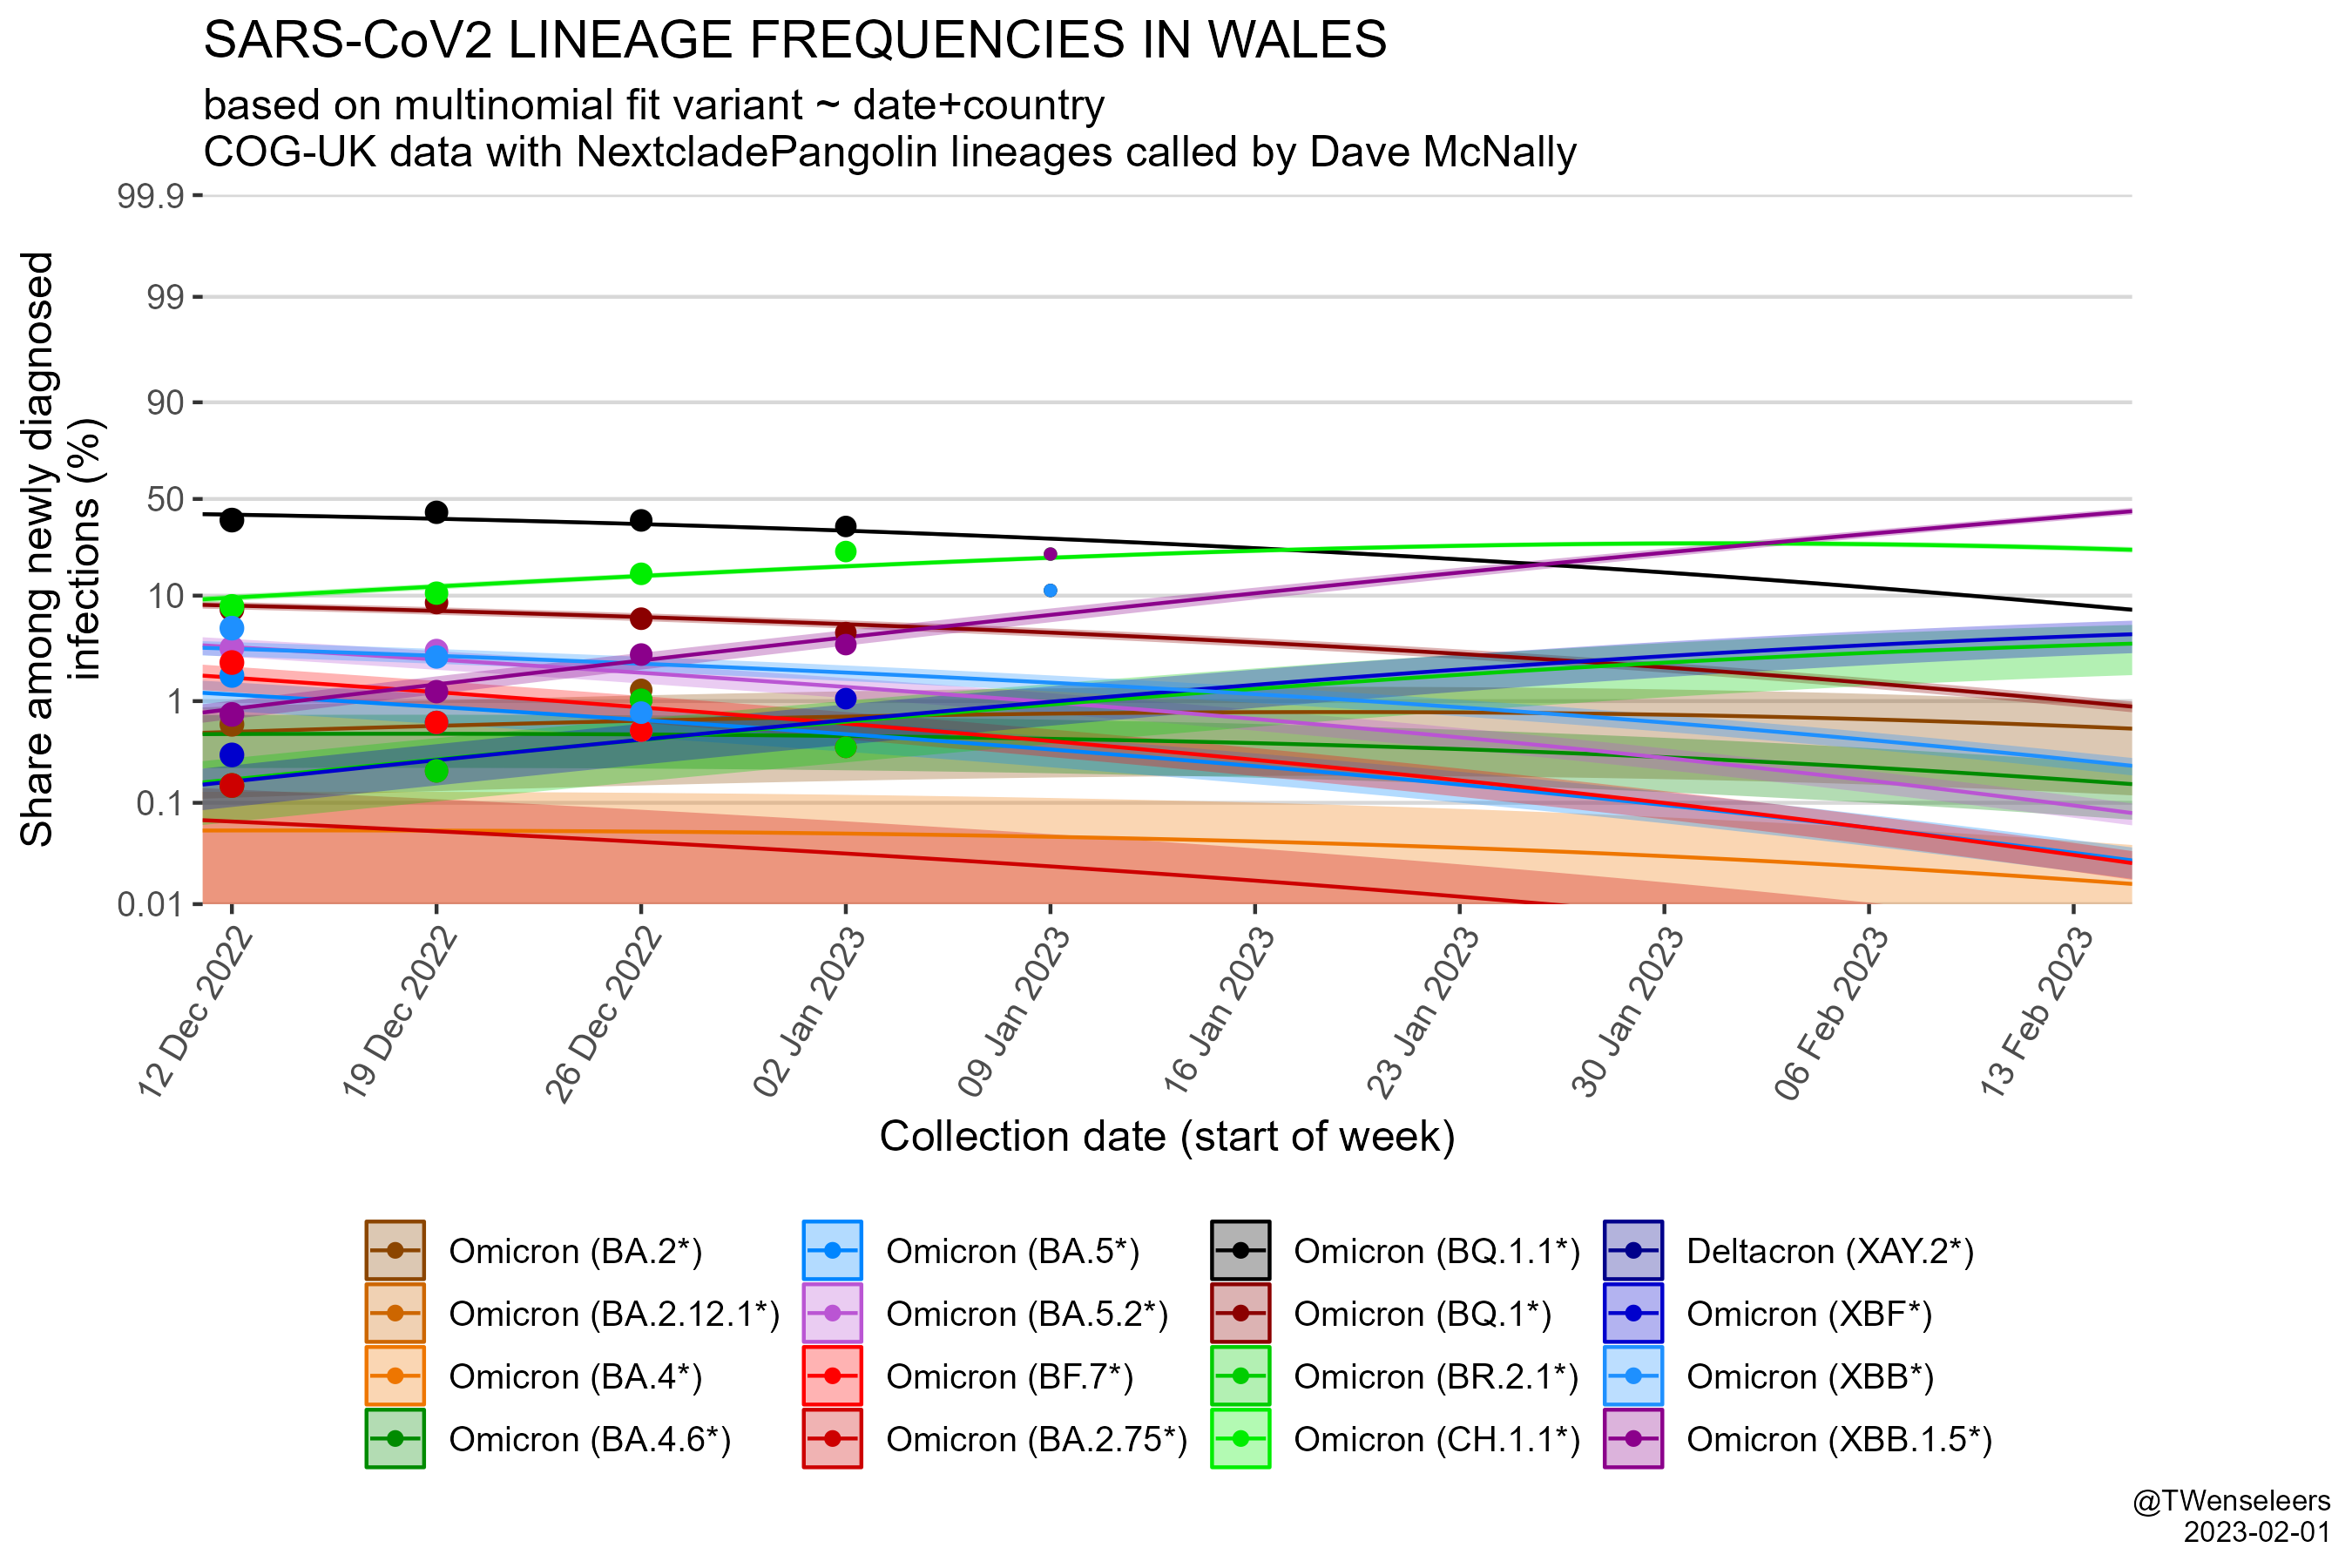 SARS-CoV2 LINEAGE FREQUENCIES IN WALES
based on multinomial fit variant ~ date+country
COG-UK data with NextcladePangolin lineages called by Dave McNally
Share among newly diagnosed
infections (%)
99.9
99
90
50
10
1
0.1
0.01
12 Dec 2022
19 Dec 2022
26 Dec 2022
02 Jan 2023
09 Jan 2023
16 Jan 2023
23 Jan 2023
30 Jan 2023
06 Feb 2023
13 Feb 2023
Collection date (start of week)
Omicron (BA.2*)
Omicron (BA.2.12.1*)
Omicron (BA.4*)
Omicron (BA.4.6*)
Omicron (BA.5*)
Omicron (BA.5.2*)
Omicron (BF.7*)
Omicron (BA.2.75*)
Omicron (BQ.1.1*)
Omicron (BQ.1*)
Omicron (BR.2.1*)
Omicron (CH.1.1*)
Deltacron (XAY.2*)
Omicron (XBF*)
Omicron (XBB*)
Omicron (XBB.1.5*)
@TWenseleers
2023-02-01